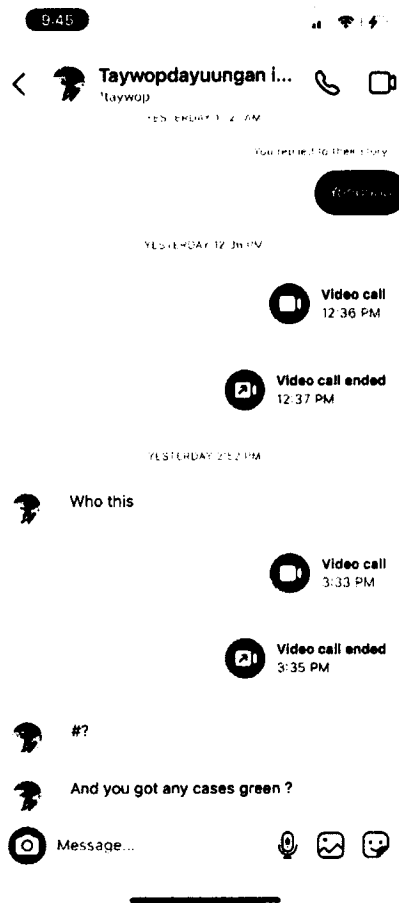 9:45
Taywopdayuungan i...
You replied to their story
YESTERDAY 12:36 PM
Video call
12:36 PM
Video call ended
12:37 PM
YESTERDAY 2:52 PM
Who this
Video call
3:33 PM
Video call ended
3:35 PM
#?
And you got any cases green ?
Message...